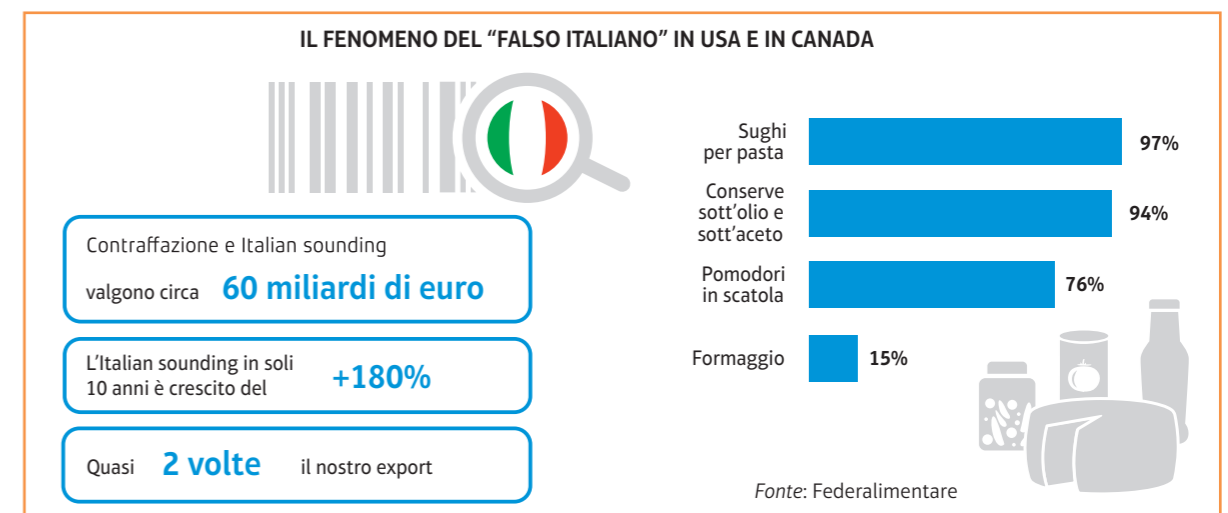 IL FENOMENO DEL “FALSO ITALIANO” IN USA E IN CANADA
Contraffazione e Italian sounding
valgono circa 60 miliardi di euro
L’Italian sounding in soli
10 anni è crescito del +180%
Quasi 2 volte il nostro export
Sughi
per pasta
97%
Conserve
sott’olio e
sott’aceto
94%
Pomodori
in scatola
76%
Formaggio
15%
Fonte: Federalimentare